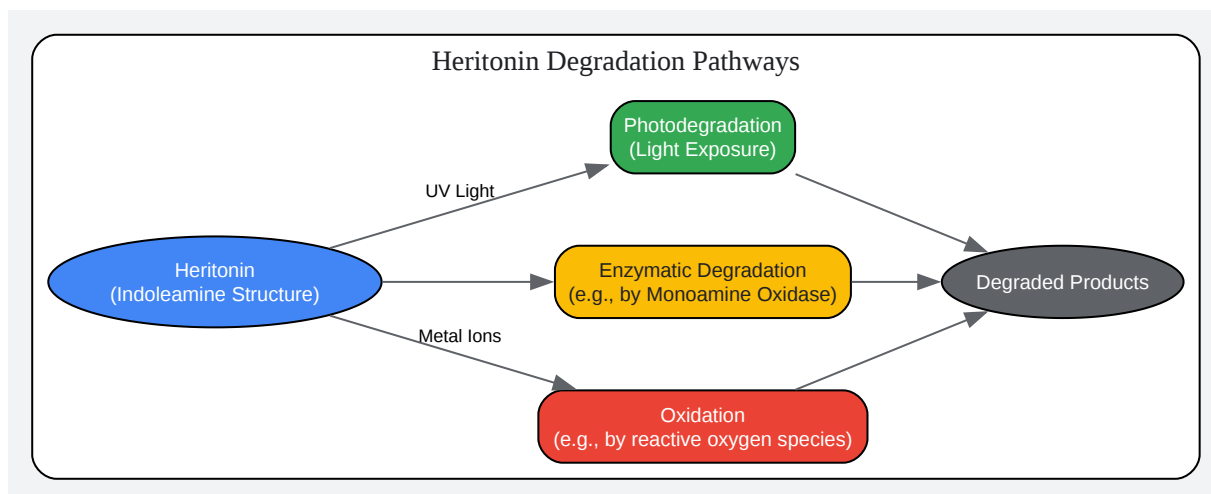 Heritonin Degradation Pathways
Photodegradation
(Light Exposure)
UV Light
Heritonin
(Indoleamine Structure)
Enzymatic Degradation
(e.g., by Monoamine Oxidase)
Degraded Products
Metal Ions
Oxidation
(e.g., by reactive oxygen species)